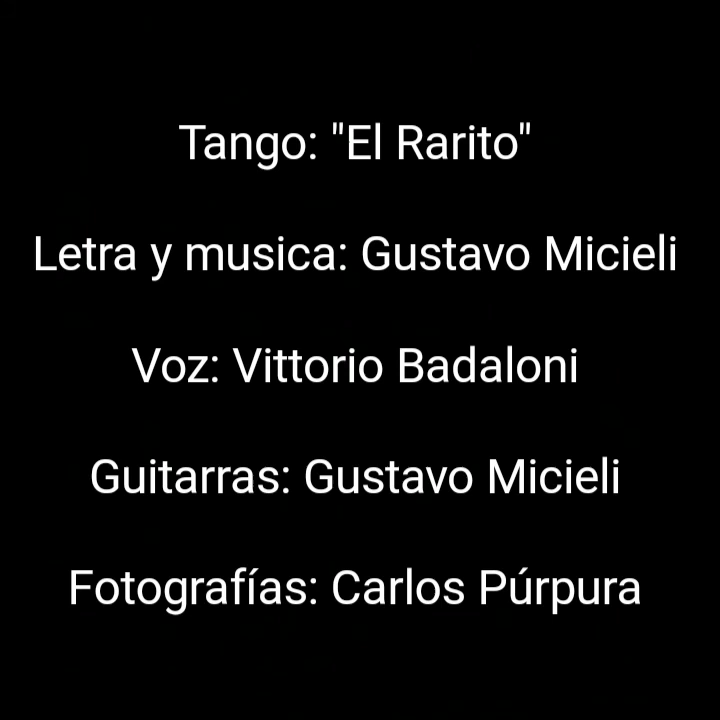 Tango: "El Rarito"
Letra y musica: Gustavo Micieli
Voz: Vittorio Badaloni
Guitarras: Gustavo Micieli
Fotografías: Carlos Púrpura